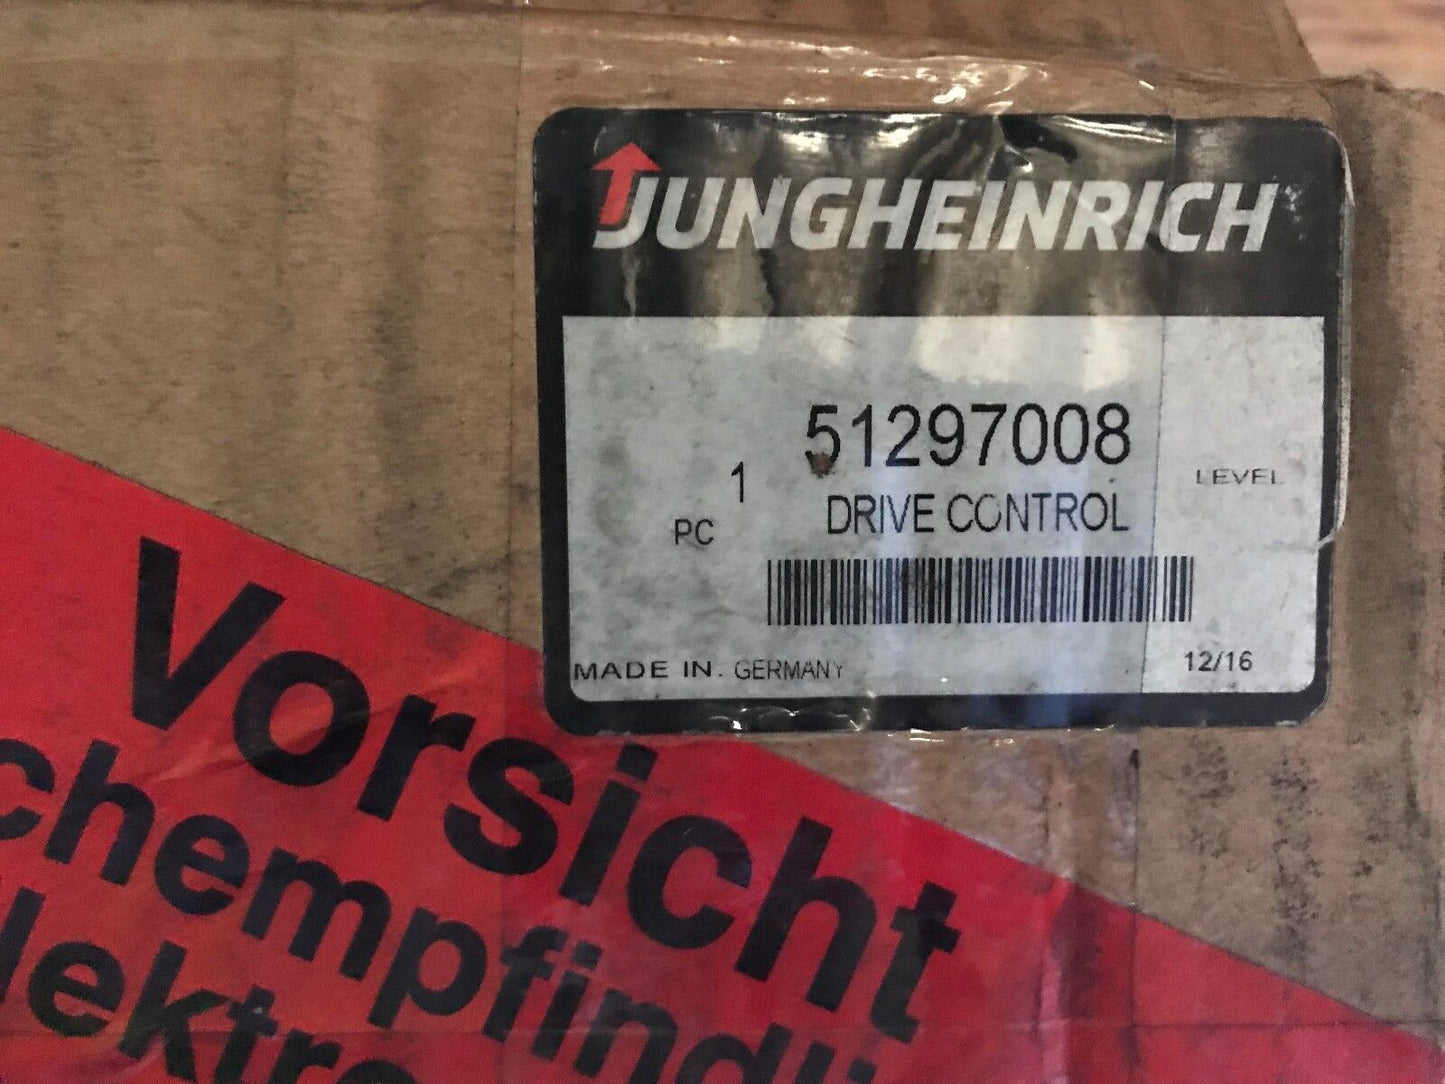 JUNGHEINRICH
51297008
1
PC
DRIVE CONTROL
LEVEL
MADE IN. GERMANY
12/16
Vorsicht